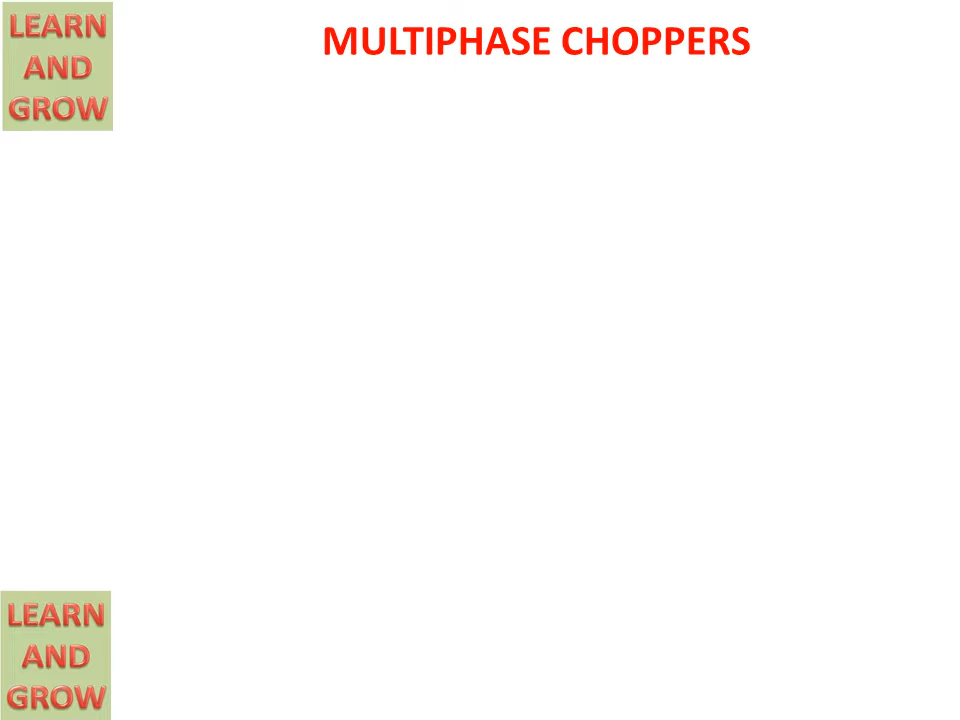 LEARN
AND
GROW
MULTIPHASE CHOPPERS
LEARN
AND
GROW